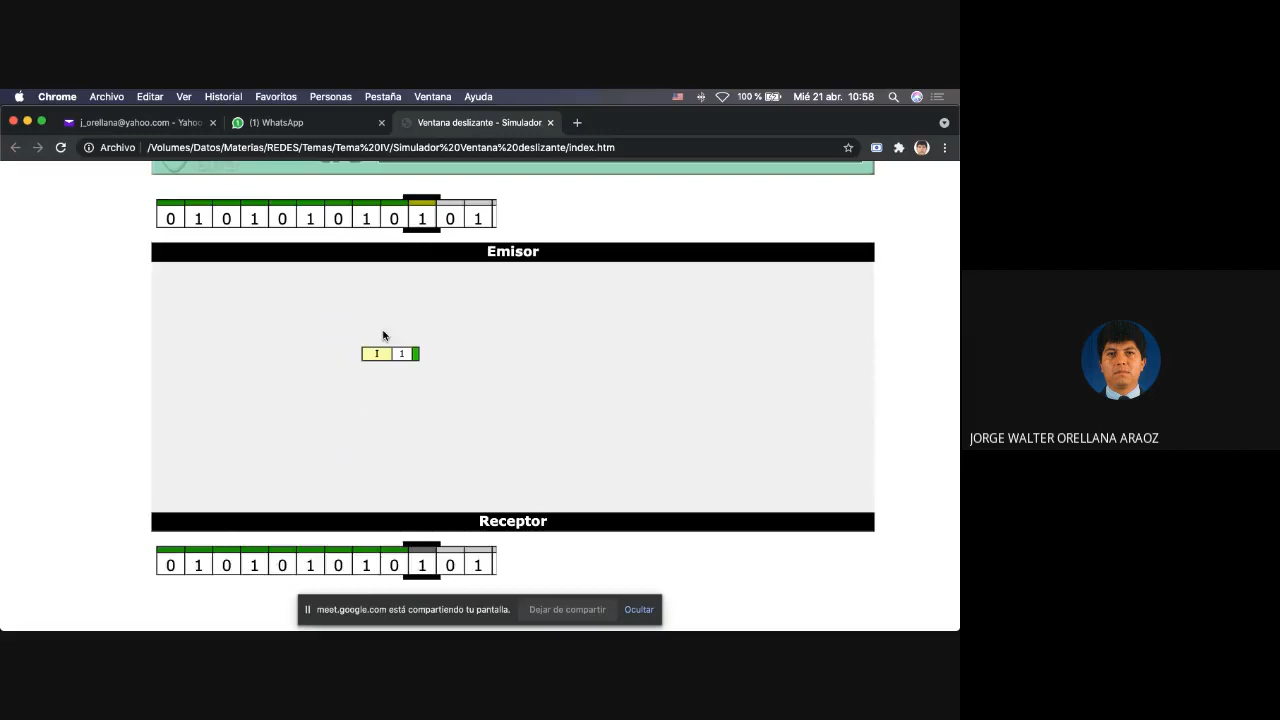 Chrome Archivo Editar Ver Historial Favoritos Personas Pestaña Ventana Ayuda 100 % Mié 21 abr. 10:58
j_orellana@yahoo.com - Yahoo (1) WhatsApp Ventana deslizante - Simulador
Archivo /Volumes/Datos/Materias/REDES/Temas/Tema%20IV/Simulador%20Ventana%20deslizante/index.htm
0 1 0 1 0 1 0 1 0 1 0 1
Emisor
I 1
Receptor
0 1 0 1 0 1 0 1 0 1 0 1
meet.google.com está compartiendo tu pantalla. Dejar de compartir Ocultar
JORGE WALTER ORELLANA ARAOZ